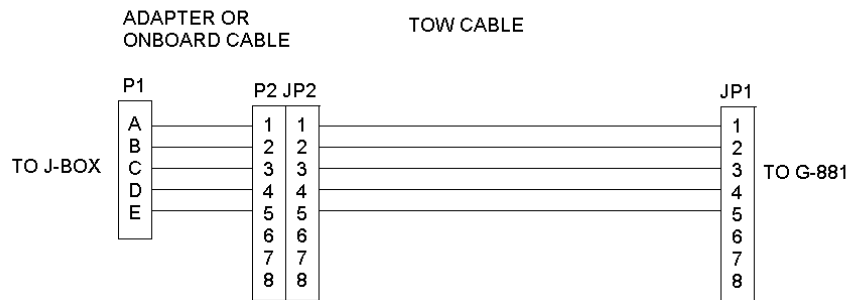 ADAPTER OR
ONBOARD CABLE
TOW CABLE
P1
P2 JP2
JP1
A
B
C
D
E
1 1
2 2
3 3
4 4
5 5
6 6
7 7
8 8
1
2
3
4
5
6
7
8
TO J-BOX
TO G-881